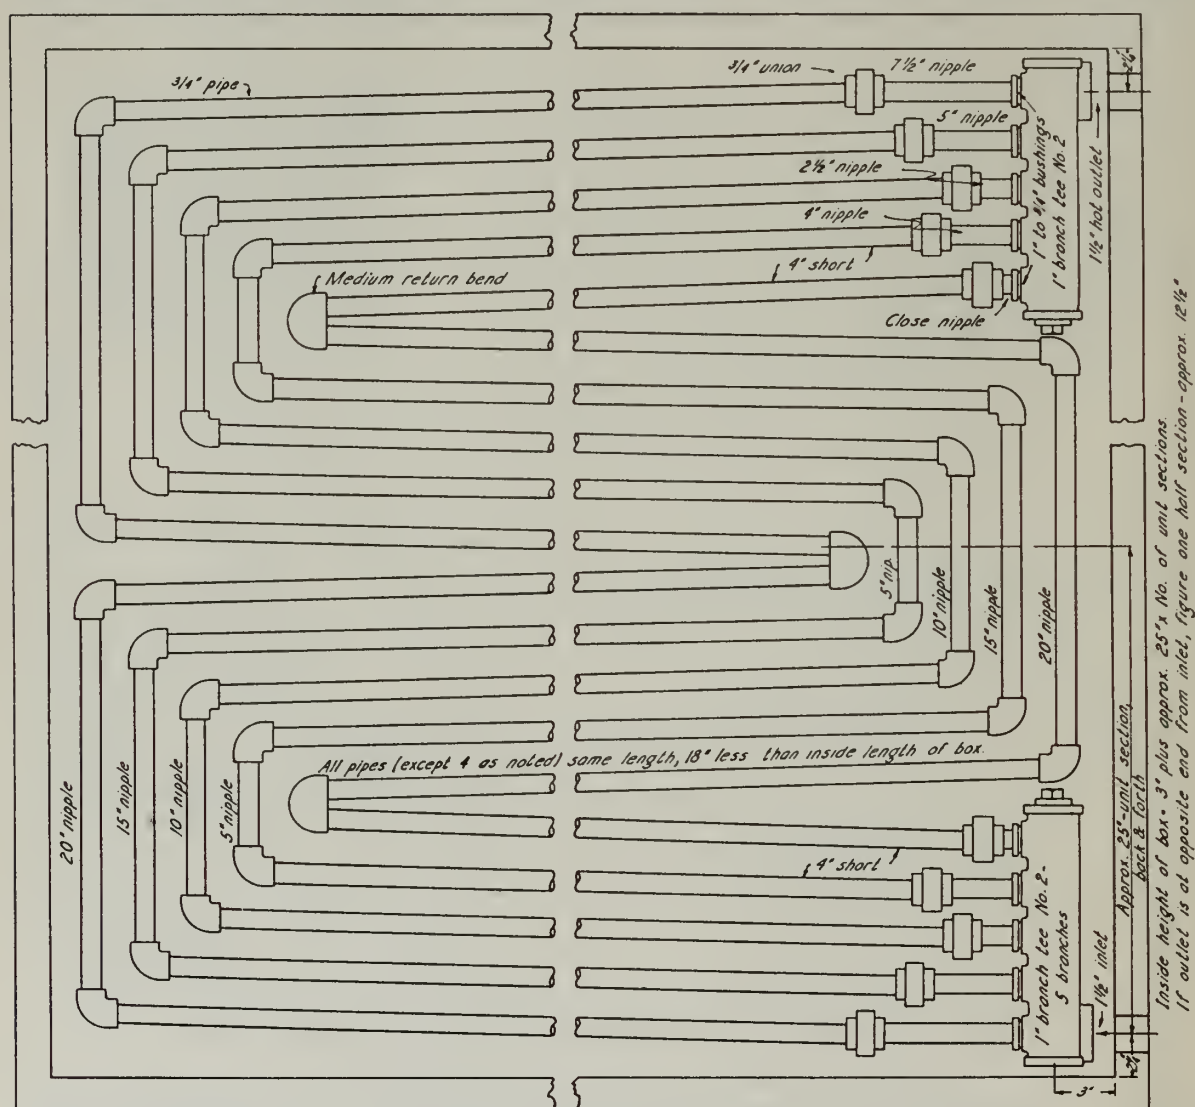 3/4" pipe
3/4" union
7 1/2" nipple
2 1/2"
5" nipple
2 1/2" nipple
4" nipple
1" to 3/4" bushings
1" branch tee No. 2
1 1/2" hot outlet
4" short
Medium return bend
Close nipple
5" nip.
10" nipple
15" nipple
20" nipple
All pipes (except 4 as noted) same length, 18" less than inside length of box.
20" nipple
15" nipple
10" nipple
5" nipple
4" short
1" branch tee No. 2-
5 branches
1 1/2" inlet
Approx. 25"-unit section,
back & forth
3"
Inside height of box = 3" plus approx. 25" x No. of unit sections.
If outlet is at opposite end from inlet, figure one half section - approx. 12 1/2"